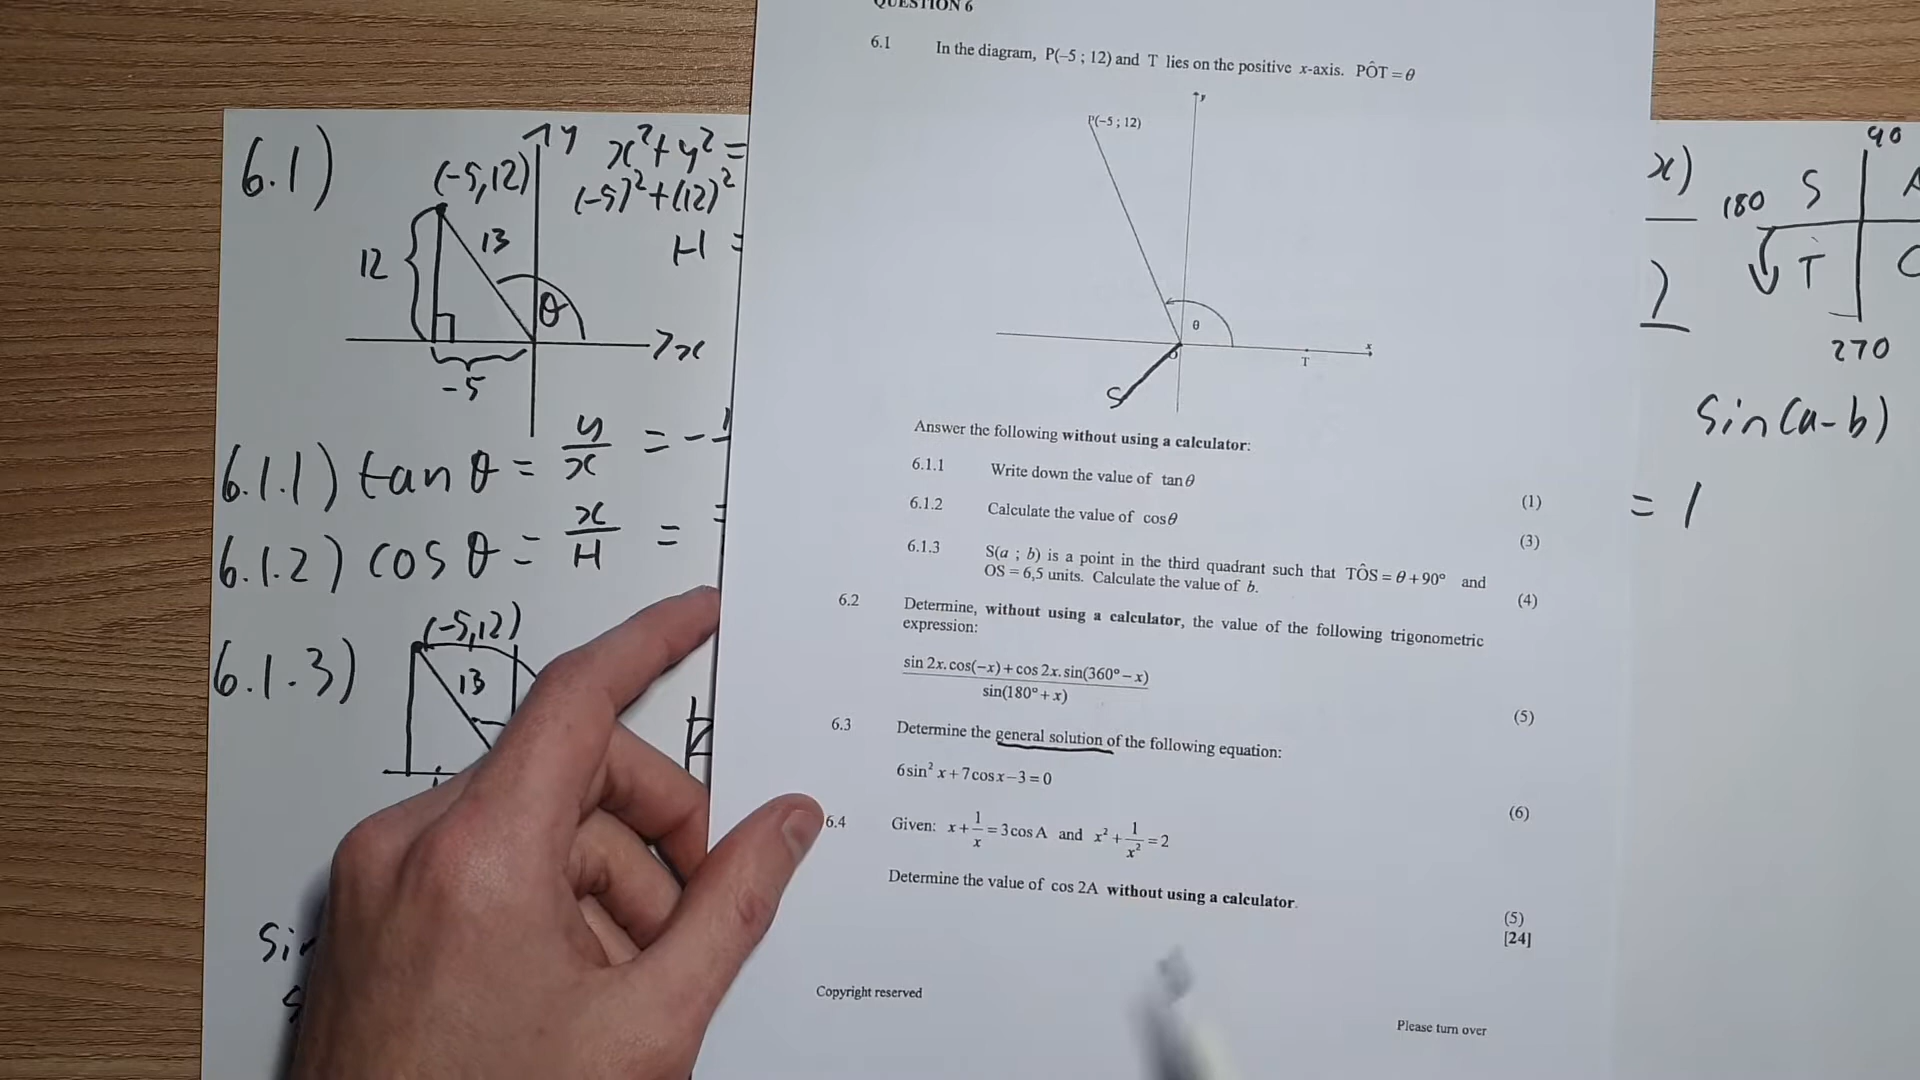 QUESTION 6
6.1 In the diagram, P(–5 ; 12) and T lies on the positive x-axis. PÔT = θ
y
P(–5 ; 12)
θ
O
x
T
S
Answer the following without using a calculator:
6.1.1 Write down the value of tan θ (1)
6.1.2 Calculate the value of cos θ (3)
6.1.3 S(a ; b) is a point in the third quadrant such that TÔS = θ + 90° and
OS = 6,5 units. Calculate the value of b. (4)
6.2 Determine, without using a calculator, the value of the following trigonometric
expression:
sin 2x.cos(–x) + cos 2x.sin(360° – x)
sin(180° + x)
(5)
6.3 Determine the general solution of the following equation:
6 sin² x + 7 cos x – 3 = 0 (6)
6.4 Given: x + 1/x = 3 cos A and x² + 1/x² = 2
Determine the value of cos 2A without using a calculator. (5)
[24]
Copyright reserved
Please turn over
6.1)
y
(-5,12)
x² + y² =
(-5)² + (12)²
H =
12
13
θ
x
-5
6.1.1) tan θ = y/x = -
6.1.2) cos θ = x/H =
6.1.3)
(-5,12)
13
x)
90
180 S
T
270
sin(a-b)
= 1